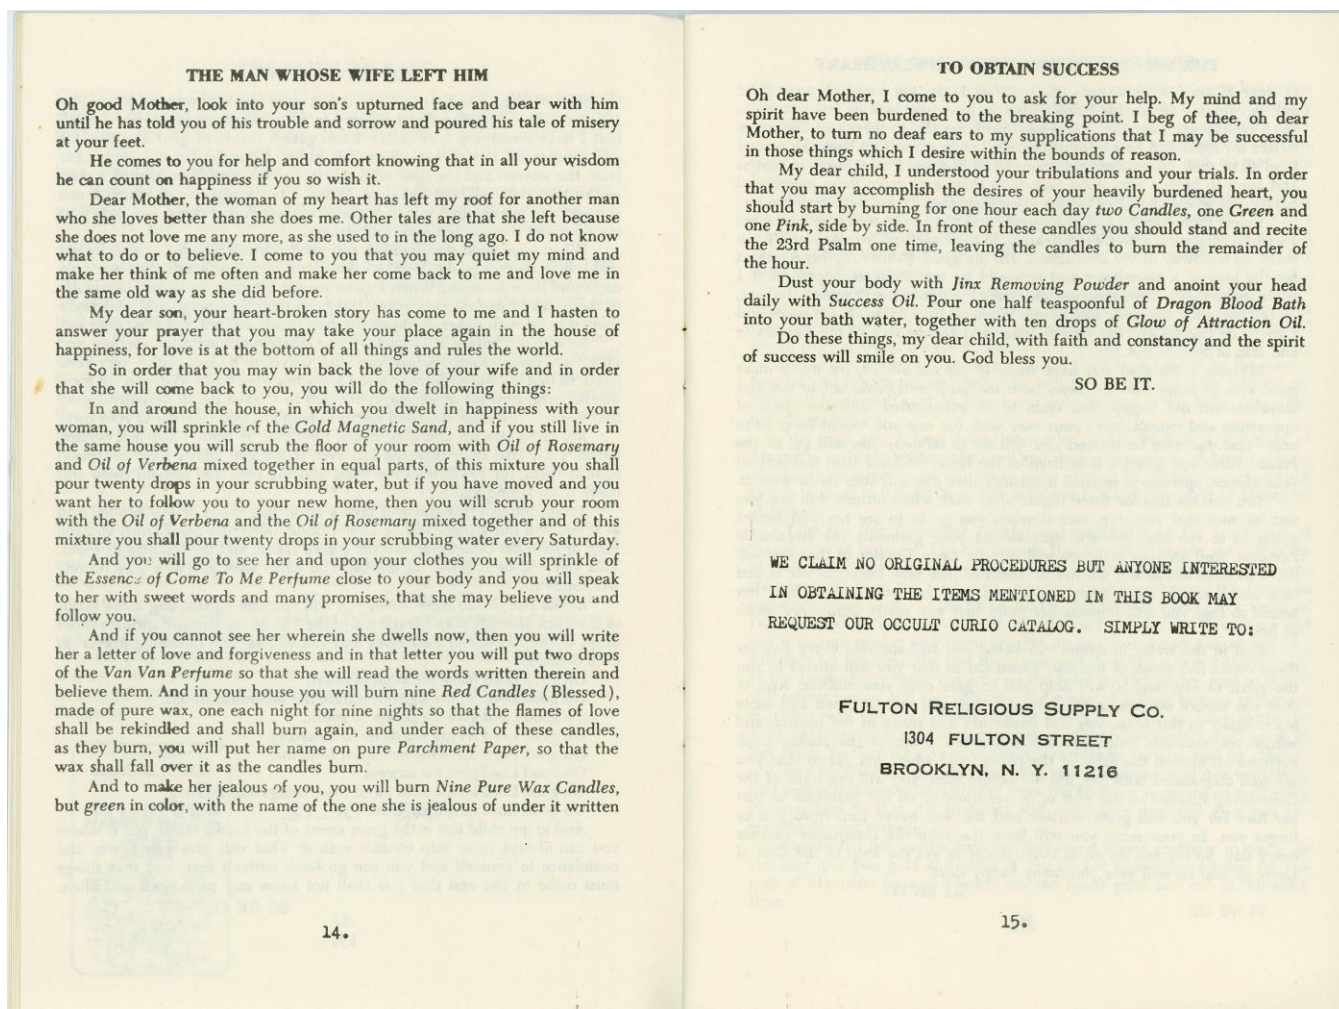 THE MAN WHOSE WIFE LEFT HIM
Oh good Mother, look into your son's upturned face and bear with him
until he has told you of his trouble and sorrow and poured his tale of misery
at your feet.
He comes to you for help and comfort knowing that in all your wisdom
he can count on happiness if you so wish it.
Dear Mother, the woman of my heart has left my roof for another man
who she loves better than she does me. Other tales are that she left because
she does not love me any more, as she used to in the long ago. I do not know
what to do or to believe. I come to you that you may quiet my mind and
make her think of me often and make her come back to me and love me in
the same old way as she did before.
My dear son, your heart-broken story has come to me and I hasten to
answer your prayer that you may take your place again in the house of
happiness, for love is at the bottom of all things and rules the world.
So in order that you may win back the love of your wife and in order
that she will come back to you, you will do the following things:
In and around the house, in which you dwelt in happiness with your
woman, you will sprinkle of the Gold Magnetic Sand, and if you still live in
the same house you will scrub the floor of your room with Oil of Rosemary
and Oil of Verbena mixed together in equal parts, of this mixture you shall
pour twenty drops in your scrubbing water, but if you have moved and you
want her to follow you to your new home, then you will scrub your room
with the Oil of Verbena and the Oil of Rosemary mixed together and of this
mixture you shall pour twenty drops in your scrubbing water every Saturday.
And you will go to see her and upon your clothes you will sprinkle of
the Essence of Come To Me Perfume close to your body and you will speak
to her with sweet words and many promises, that she may believe you and
follow you.
And if you cannot see her wherein she dwells now, then you will write
her a letter of love and forgiveness and in that letter you will put two drops
of the Van Van Perfume so that she will read the words written therein and
believe them. And in your house you will burn nine Red Candles (Blessed),
made of pure wax, one each night for nine nights so that the flames of love
shall be rekindled and shall burn again, and under each of these candles,
as they burn, you will put her name on pure Parchment Paper, so that the
wax shall fall over it as the candles burn.
And to make her jealous of you, you will burn Nine Pure Wax Candles,
but green in color, with the name of the one she is jealous of under it written
14.
TO OBTAIN SUCCESS
Oh dear Mother, I come to you to ask for your help. My mind and my
spirit have been burdened to the breaking point. I beg of thee, oh dear
Mother, to turn no deaf ears to my supplications that I may be successful
in those things which I desire within the bounds of reason.
My dear child, I understood your tribulations and your trials. In order
that you may accomplish the desires of your heavily burdened heart, you
should start by burning for one hour each day two Candles, one Green and
one Pink, side by side. In front of these candles you should stand and recite
the 23rd Psalm one time, leaving the candles to burn the remainder of
the hour.
Dust your body with Jinx Removing Powder and anoint your head
daily with Success Oil. Pour one half teaspoonful of Dragon Blood Bath
into your bath water, together with ten drops of Glow of Attraction Oil.
Do these things, my dear child, with faith and constancy and the spirit
of success will smile on you. God bless you.
SO BE IT.
WE CLAIM NO ORIGINAL PROCEDURES BUT ANYONE INTERESTED
IN OBTAINING THE ITEMS MENTIONED IN THIS BOOK MAY
REQUEST OUR OCCULT CURIO CATALOG. SIMPLY WRITE TO:
FULTON RELIGIOUS SUPPLY CO.
1304 FULTON STREET
BROOKLYN, N. Y. 11216
15.